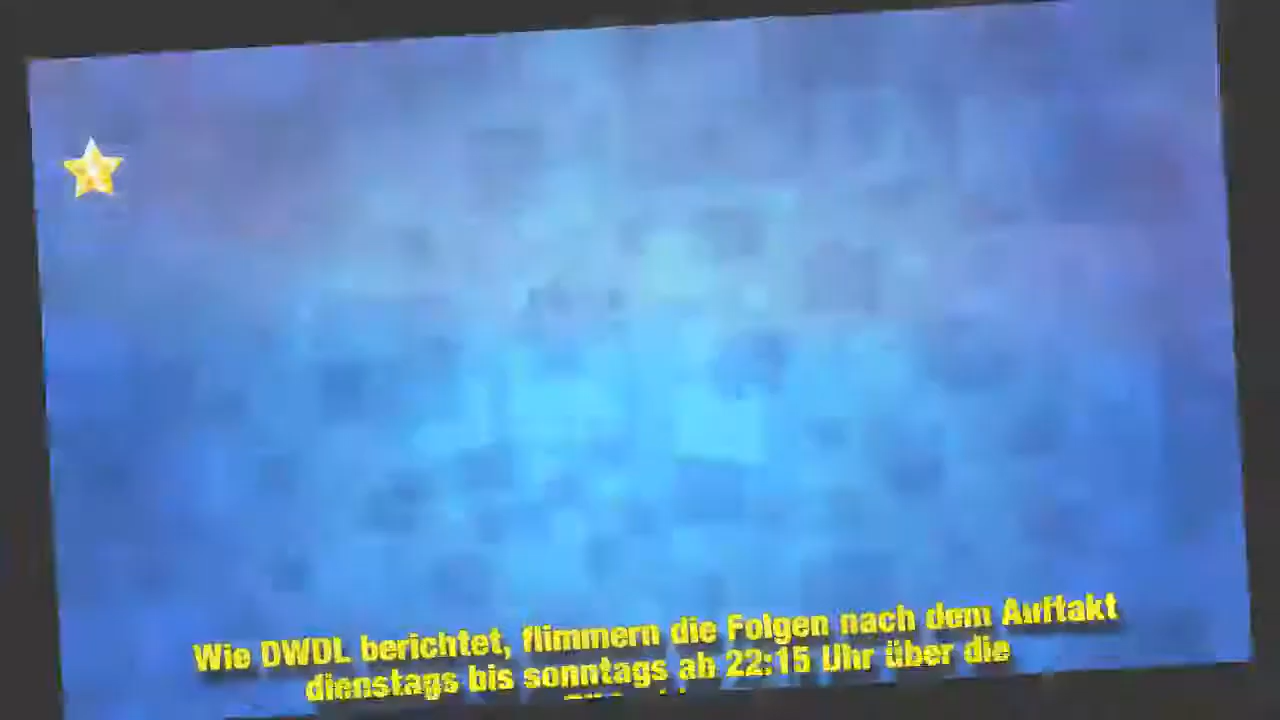 Wie DWDL berichtet, flimmern die Folgen nach dem Auftakt
dienstags bis sonntags ab 22:15 Uhr über die